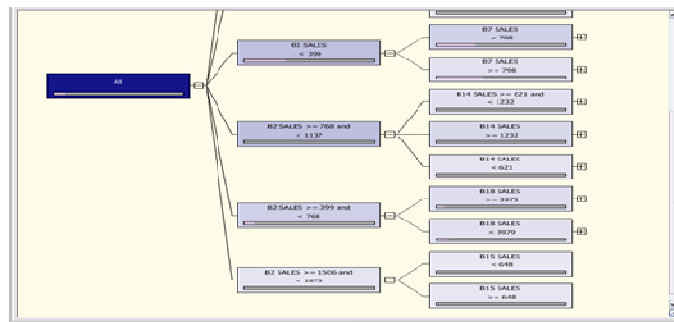 All
B2 SALES
< 399
B7 SALES
< 798
B7 SALES
>= 798
B2 SALES >= 768 and
< 1137
B14 SALES >= 621 and
< 1232
B14 SALES
>= 1232
B14 SALES
< 621
B2 SALES >= 399 and
< 768
B18 SALES
B18 SALES
B2 SALES >= 1506 and
B15 SALES
< 648
B15 SALES
>= 648